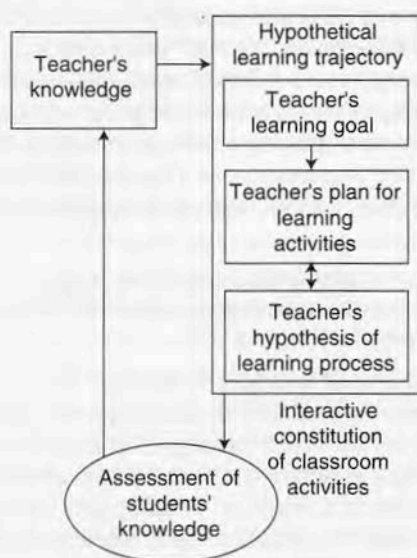 Teacher's
knowledge
Hypothetical
learning trajectory
Teacher's
learning goal
Teacher's plan for
learning
activities
Teacher's
hypothesis of
learning process
Interactive
constitution
of classroom
activities
Assessment of
students'
knowledge